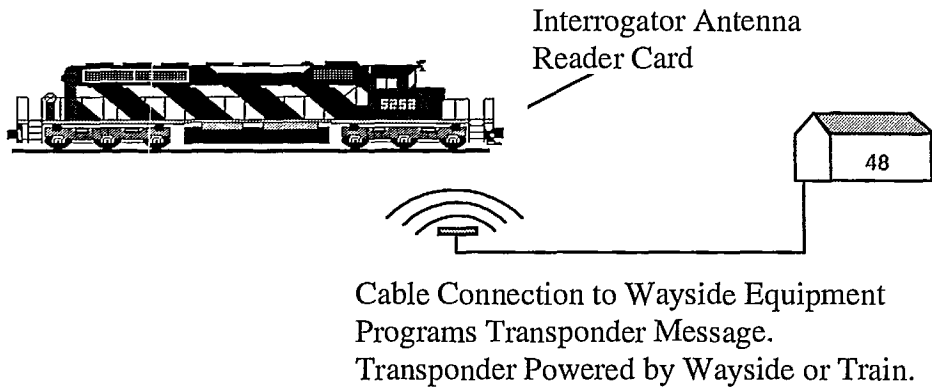 Interrogator Antenna
Reader Card
5252
48
Cable Connection to Wayside Equipment
Programs Transponder Message.
Transponder Powered by Wayside or Train.